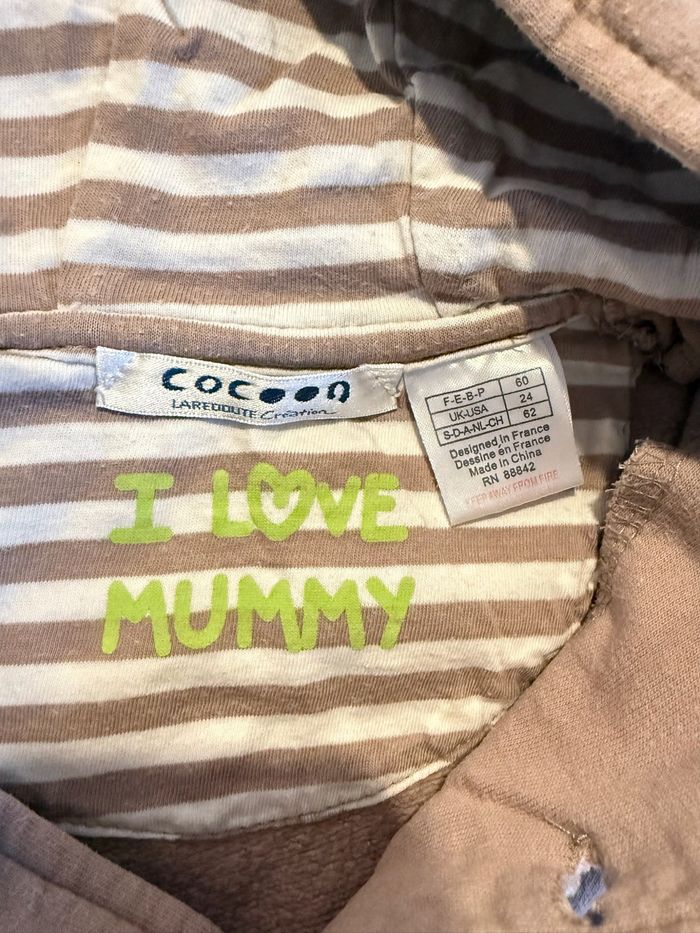 cocoon
LAREDOUTE Création
F-E-B-P 60
UK-USA 24
S-D-A-NL-CH 62
Designed in France
Dessine en France
Made in China
RN 88842
KEEP AWAY FROM FIRE
I LOVE
MUMMY